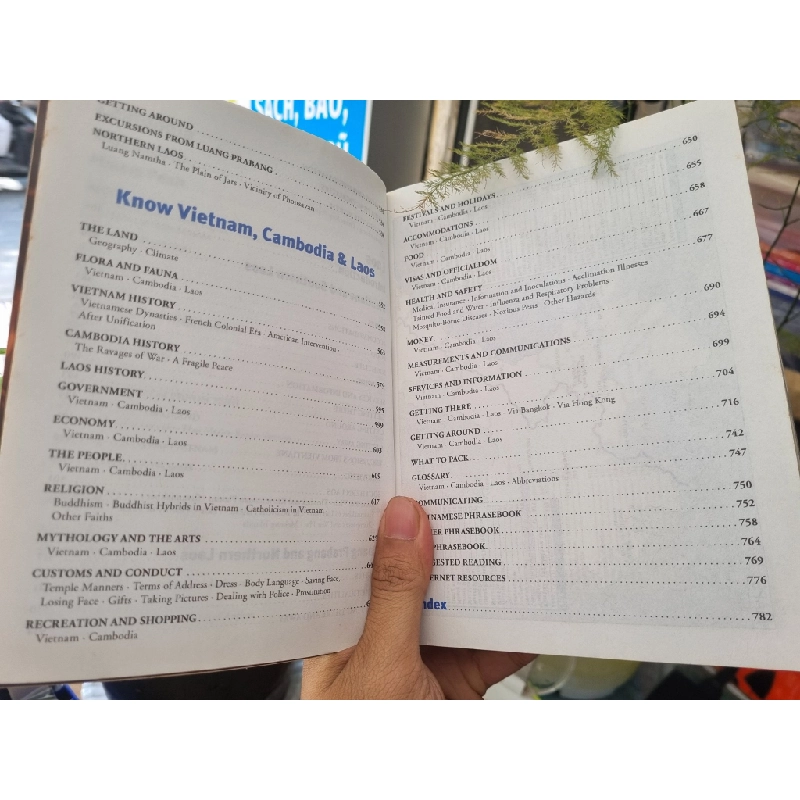 SÁCH, BÁO,
GETTING AROUND
EXCURSIONS FROM LUANG PRABANG
NORTHERN LAOS
Luang Namtha · The Plain of Jars · Vicinity of Phonsavan
Know Vietnam, Cambodia & Laos
THE LAND
Geography · Climate
FLORA AND FAUNA
Vietnam · Cambodia · Laos
VIETNAM HISTORY
Vietnamese Dynasties · French Colonial Era · American Intervention ·
After Unification
CAMBODIA HISTORY
The Ravages of War · A Fragile Peace
LAOS HISTORY
GOVERNMENT
Vietnam · Cambodia · Laos
ECONOMY
Vietnam · Cambodia · Laos
THE PEOPLE 605
Vietnam · Cambodia · Laos
RELIGION 617
Buddhism · Buddhist Hybrids in Vietnam · Catholicism in Vietnam
Other Faiths
MYTHOLOGY AND THE ARTS
Vietnam · Cambodia · Laos
CUSTOMS AND CONDUCT
Temple Manners · Terms of Address · Dress · Body Language · Saving Face,
Losing Face · Gifts · Taking Pictures · Dealing with Police · Prostitution
RECREATION AND SHOPPING
Vietnam · Cambodia
650
FESTIVALS AND HOLIDAYS 655
Vietnam · Cambodia · Laos
ACCOMMODATIONS 658
Vietnam · Cambodia · Laos
FOOD 667
Vietnam · Cambodia · Laos
VISAS AND OFFICIALDOM 677
Vietnam · Cambodia · Laos
HEALTH AND SAFETY
Medical Insurance · Information and Inoculations · Acclimation Illnesses
Tainted Food and Water · Influenza and Respiratory Problems
Mosquito-Borne Diseases · Noxious Pests · Other Hazards 690
MONEY 694
Vietnam · Cambodia · Laos
MEASUREMENTS AND COMMUNICATIONS 699
Vietnam · Cambodia · Laos
SERVICES AND INFORMATION 704
Vietnam · Cambodia · Laos
GETTING THERE 716
Vietnam · Cambodia · Laos · Via Bangkok · Via Hong Kong
GETTING AROUND 742
Vietnam · Cambodia · Laos
WHAT TO PACK 747
GLOSSARY 750
Vietnam · Cambodia · Laos · Abbreviations
COMMUNICATING 752
NAMESE PHRASEBOOK 758
ER PHRASEBOOK 764
PHRASEBOOK 769
GESTED READING
ERNET RESOURCES 776
ndex 782